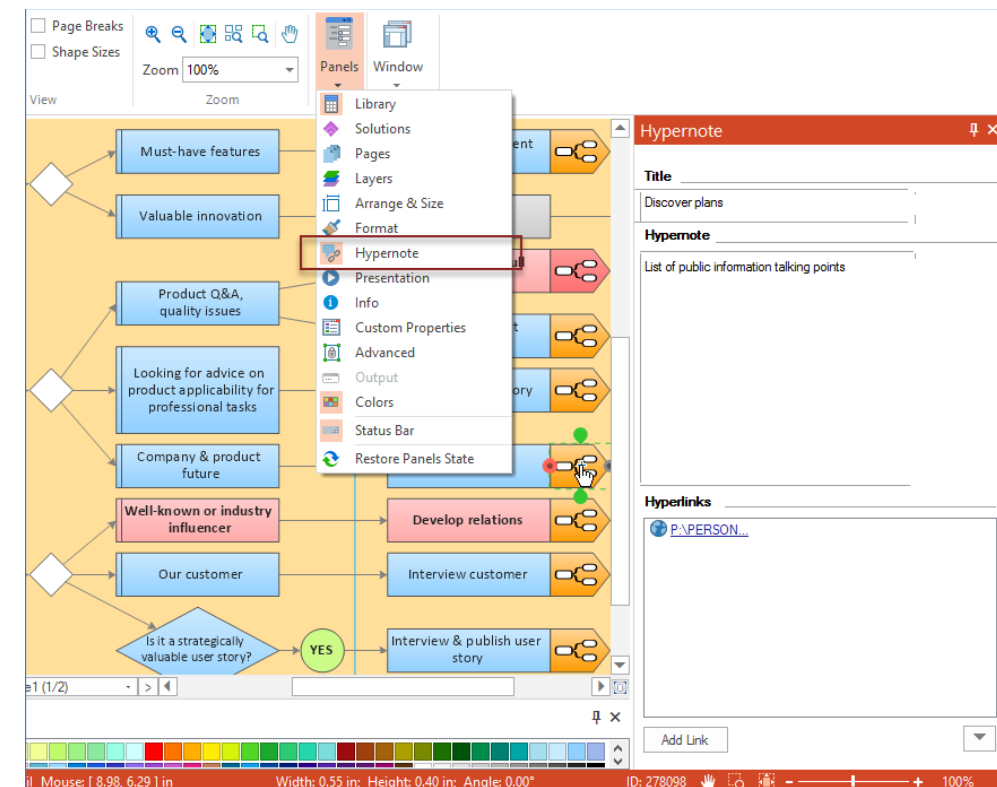 Page Breaks
Shape Sizes
Zoom 100%
Panels
Window
View
Zoom
Library
Solutions
Pages
Layers
Arrange & Size
Format
Hypernote
Presentation
Info
Custom Properties
Advanced
Output
Colors
Status Bar
Restore Panels State
Must-have features
Valuable innovation
Product Q&A,
quality issues
Looking for advice on
product applicability for
professional tasks
Company & product
future
Well-known or industry
influencer
Develop relations
Our customer
Interview customer
Is it a strategically
valuable user story?
YES
Interview & publish user
story
Hypernote
Title
Discover plans
Hypernote
List of public information talking points
Hyperlinks
P:\PERSON...
Add Link
(1/2)
Mouse: [ 8.98, 6.29 ] in
Width: 0.55 in; Height: 0.40 in; Angle: 0.00°
ID: 278098
100%